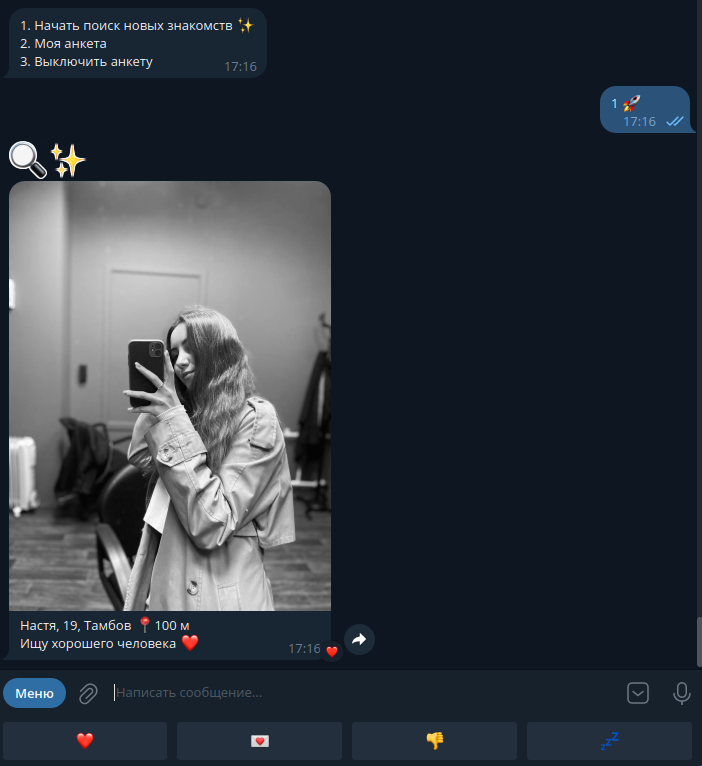 1. Начать поиск новых знакомств ✨
2. Моя анкета
3. Выключить анкету
17:16
1 🚀
17:16
Настя, 19, Тамбов 📍100 м
Ищу хорошего человека ❤️
17:16
Меню
Написать сообщение...